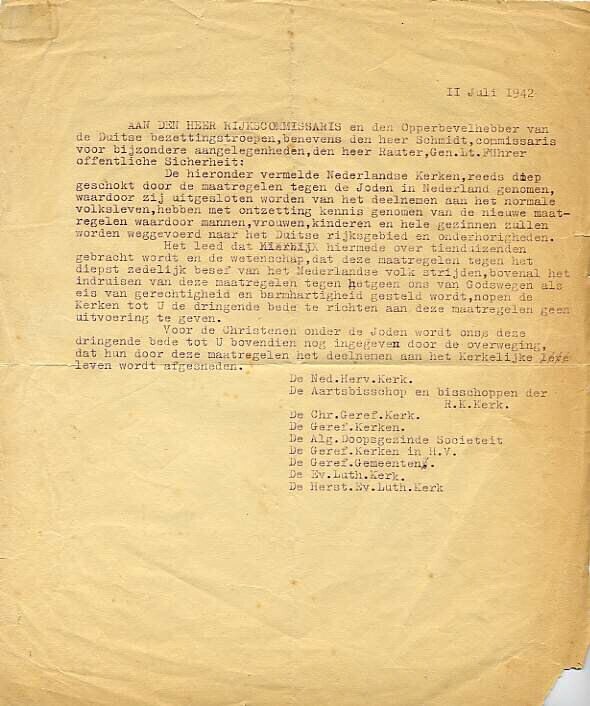 II Juli 1942
AAN DEN HEER RIJKSCOMMISSARIS en den Opperbevelhebber van
de Duitse bezettingstroepen,benevens den heer Schmidt,commissaris
voor bijzondere aangelegenheden,den heer Rauter,Gen.Lt.Führer
offentliche Sicherheit:
De hieronder vermelde Nederlandse Kerken,reeds diep
geschokt door de maatregelen tegen de Joden in Nederland genomen,
waardoor zij uitgesloten worden van het deelnemen aan het normale
volksleven,hebben met ontzetting kennis genomen van de nieuwe maat-
regelen waardoor mannen,vrouwen,kinderen en hele gezinnen zullen
worden weggevoerd naar het Duitse rijksgebied en onderhorigheden.
Het leed dat hiermede over tienduizenden
gebracht wordt en de wetenschap,dat deze maatregelen tegen het
diepst zedelijk besef van het Nederlandse volk strijden,bovenal het
indruisen van deze maatregelen tegen hetgeen ons van Godswegen als
eis van gerechtigheid en barmhartigheid gesteld wordt,nopen de
Kerken tot U de dringende bede te richten aan deze maatregelen geen
uitvoering te geven.
Voor de Christenen onder de Joden wordt onse deze
dringende bede tot U bovendien nog ingegeven door de overweging,
dat hun door deze maatregelen het deelnemen aan het Kerkelijke
leven wordt afgesneden.
De Ned.Herv.Kerk.
De Aartsbisschop en bisschoppen der
R.K.Kerk.
De Chr.Geref.Kerk.
De Geref.Kerken.
De Alg.Doopsgezinde Societeit
De Geref.Kerken in H.V.
De Geref.Gemeenten.
De Ev.Luth.Kerk.
De Herst.Ev.Luth.Kerk